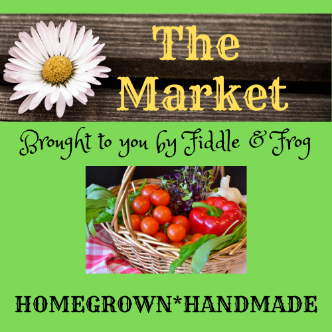 The
Market
Brought to you by Fiddle & Frog
HOMEGROWN*HANDMADE